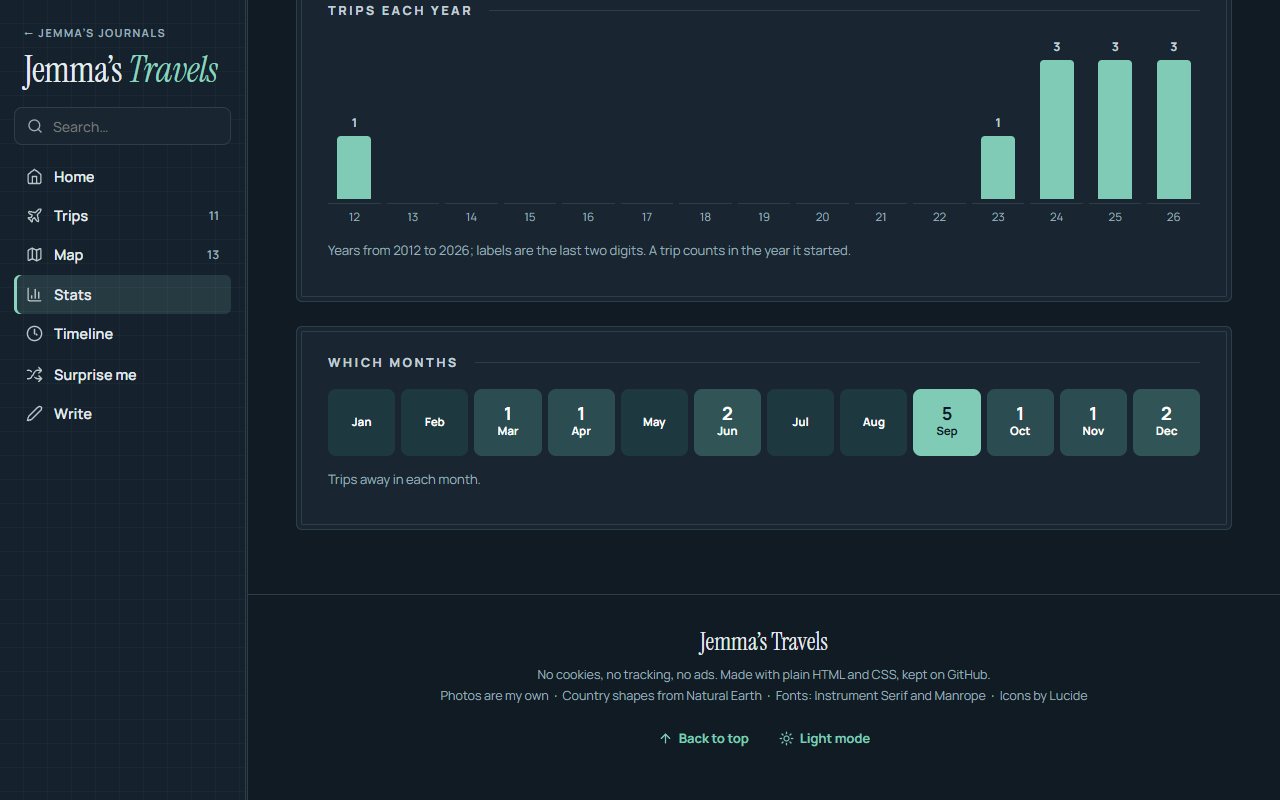 ← JEMMA'S JOURNALS
Jemma's Travels
Search…
Home
Trips 11
Map 13
Stats
Timeline
Surprise me
Write
TRIPS EACH YEAR
1 1 3 3 3
12 13 14 15 16 17 18 19 20 21 22 23 24 25 26
Years from 2012 to 2026; labels are the last two digits. A trip counts in the year it started.
WHICH MONTHS
1 1 2 5 1 1 2
Jan Feb Mar Apr May Jun Jul Aug Sep Oct Nov Dec
Trips away in each month.
Jemma's Travels
No cookies, no tracking, no ads. Made with plain HTML and CSS, kept on GitHub.
Photos are my own · Country shapes from Natural Earth · Fonts: Instrument Serif and Manrope · Icons by Lucide
↑ Back to top Light mode